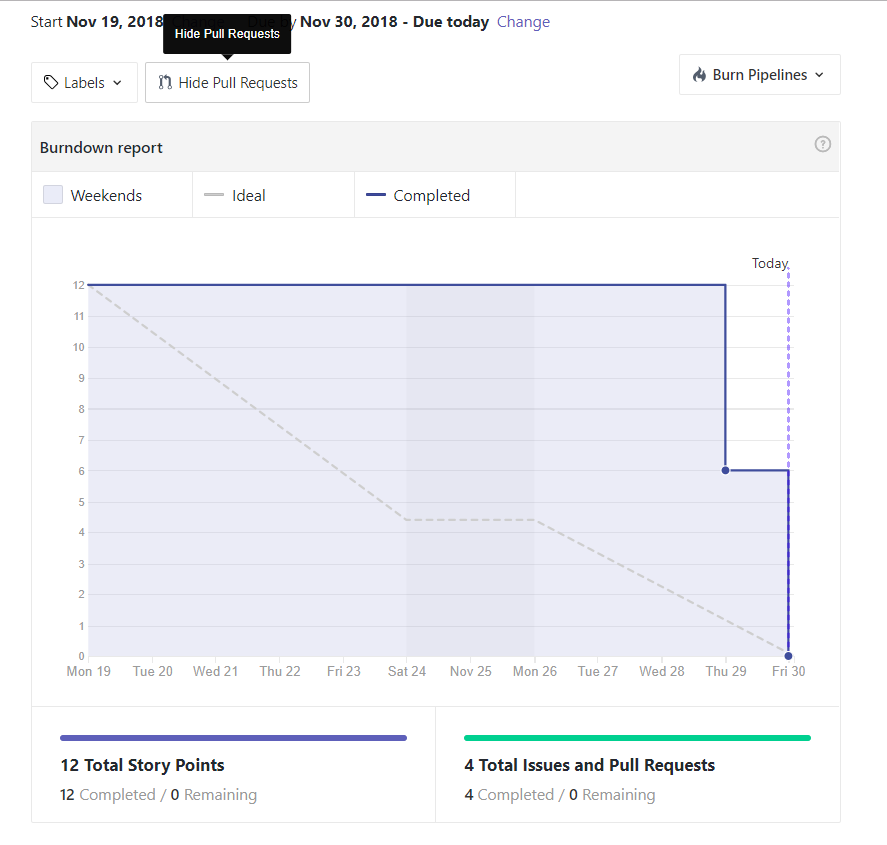 Start Nov 19, 2018 Change Due by Nov 30, 2018 - Due today Change
Hide Pull Requests
Labels
Hide Pull Requests
Burn Pipelines
Burndown report
?
Weekends
Ideal
Completed
Today
12
11
10
9
8
7
6
5
4
3
2
1
0
Mon 19 Tue 20 Wed 21 Thu 22 Fri 23 Sat 24 Nov 25 Mon 26 Tue 27 Wed 28 Thu 29 Fri 30
12 Total Story Points
12 Completed / 0 Remaining
4 Total Issues and Pull Requests
4 Completed / 0 Remaining